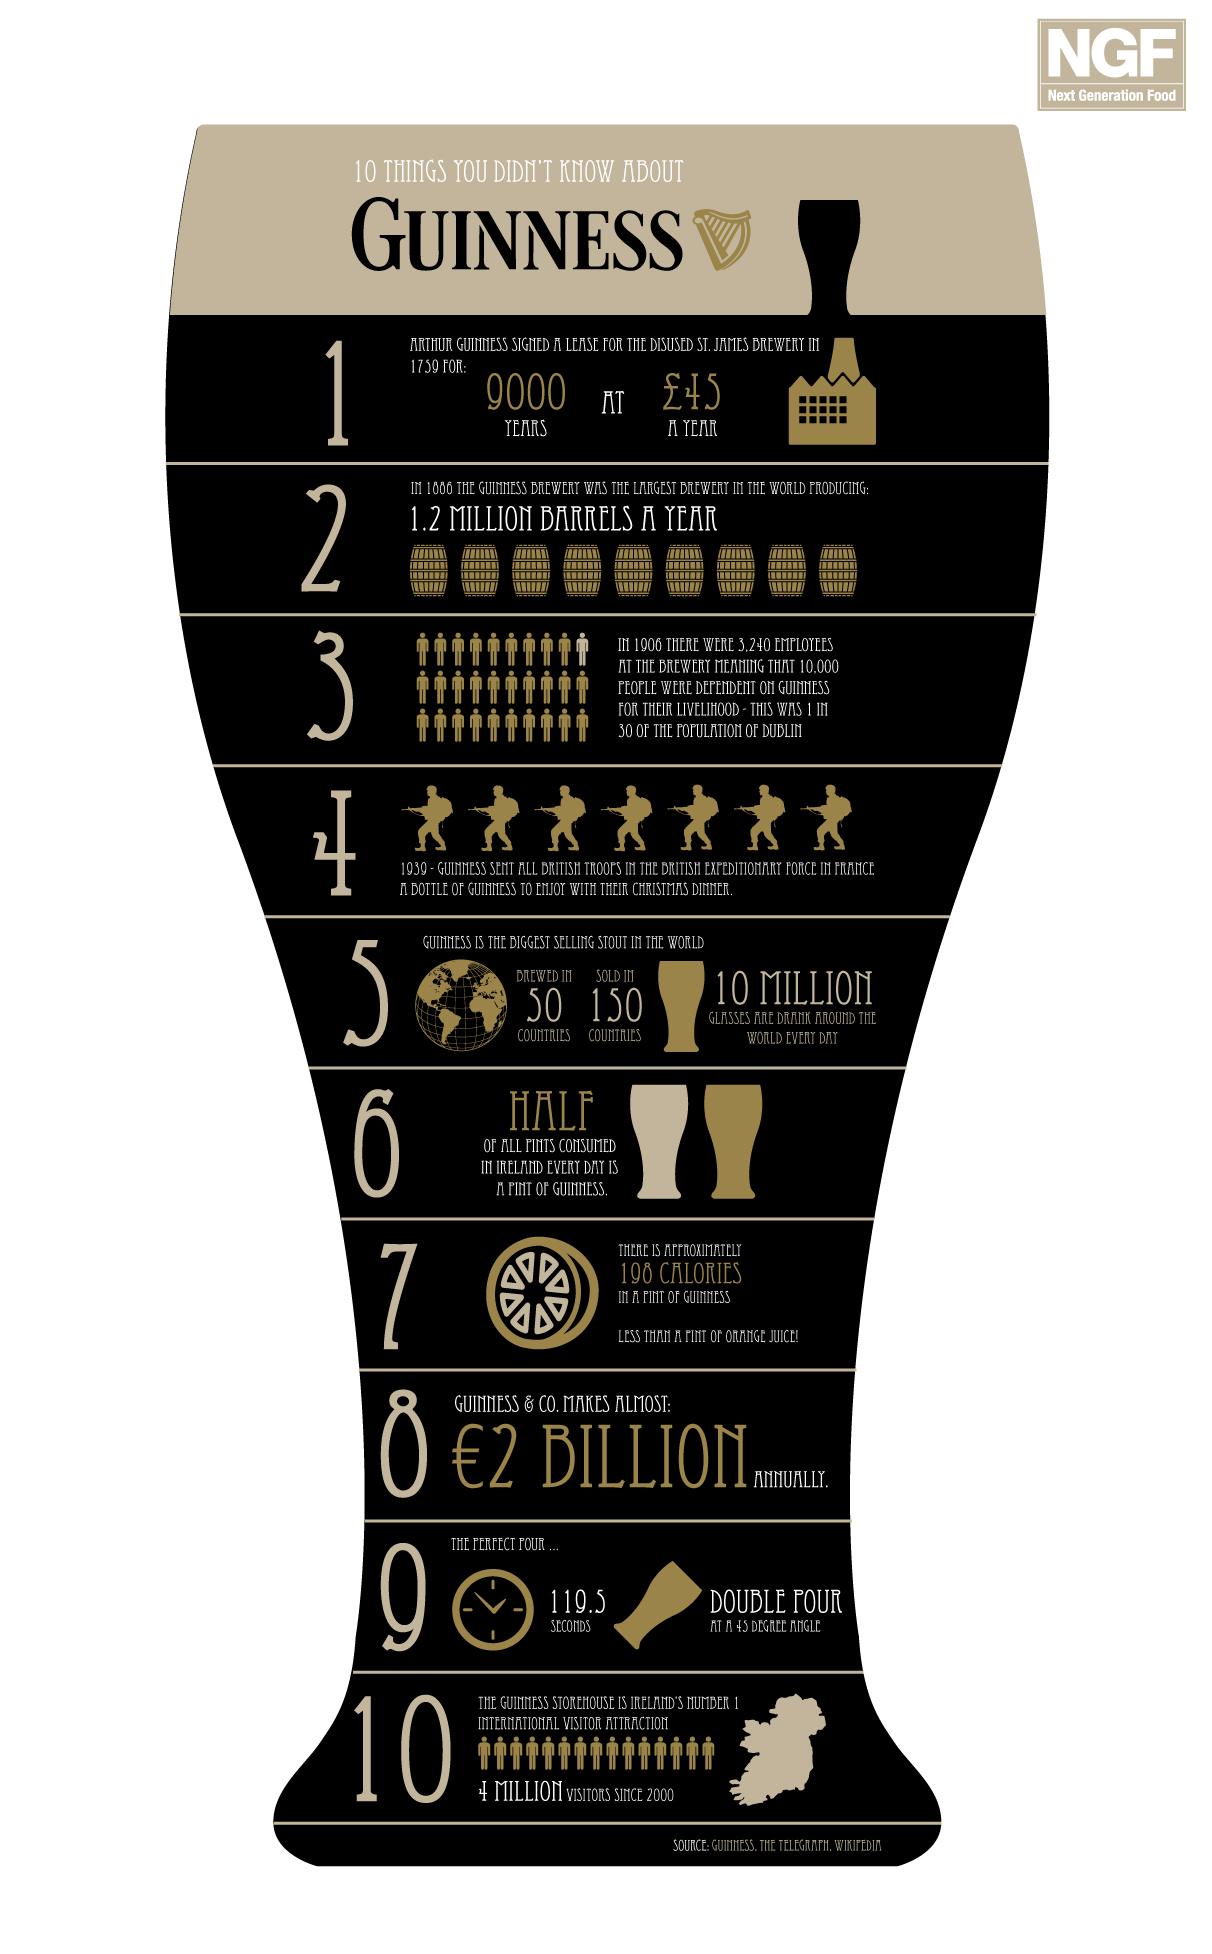 NGF
Next Generation Food
10 THINGS YOU DIDN'T KNOW ABOUT
GUINNESS
1
ARTHUR GUINNESS SIGNED A LEASE FOR THE DISUSED ST. JAMES BREWERY IN
1759 FOR:
9000
YEARS
AT
£45
A YEAR
2
IN 1886 THE GUINNESS BREWERY WAS THE LARGEST BREWERY IN THE WORLD PRODUCING:
1.2 MILLION BARRELS A YEAR
3
IN 1906 THERE WERE 3,240 EMPLOYEES
AT THE BREWERY MEANING THAT 10,000
PEOPLE WERE DEPENDENT ON GUINNESS
FOR THEIR LIVELIHOOD - THIS WAS 1 IN
30 OF THE POPULATION OF DUBLIN
4
1939 - GUINNESS SENT ALL BRITISH TROOPS IN THE BRITISH EXPEDITIONARY FORCE IN FRANCE
A BOTTLE OF GUINNESS TO ENJOY WITH THEIR CHRISTMAS DINNER.
5
GUINNESS IS THE BIGGEST SELLING STOUT IN THE WORLD
BREWED IN
50
COUNTRIES
SOLD IN
150
COUNTRIES
10 MILLION
GLASSES ARE DRANK AROUND THE
WORLD EVERY DAY
6
HALF
OF ALL PINTS CONSUMED
IN IRELAND EVERY DAY IS
A PINT OF GUINNESS.
7
THERE IS APPROXIMATELY
198 CALORIES
IN A PINT OF GUINNESS
LESS THAN A PINT OF ORANGE JUICE!
8
GUINNESS & CO. MAKES ALMOST:
€2 BILLION
ANNUALLY.
9
THE PERFECT POUR ...
119.5
SECONDS
DOUBLE POUR
AT A 45 DEGREE ANGLE
10
THE GUINNESS STOREHOUSE IS IRELAND'S NUMBER 1
INTERNATIONAL VISITOR ATTRACTION
4 MILLION VISITORS SINCE 2000
SOURCE: GUINNESS, THE TELEGRAPH, WIKIPEDIA